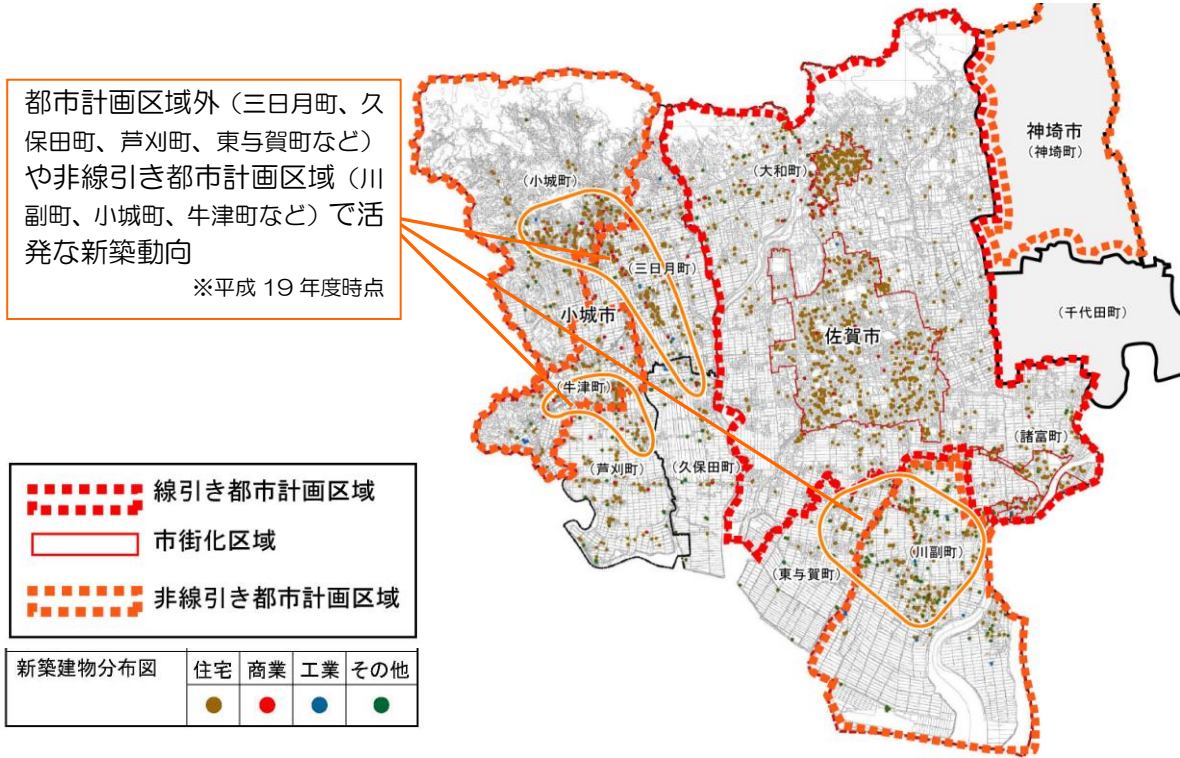 都市計画区域外（三日月町、久
保田町、芦刈町、東与賀町など）
や非線引き都市計画区域（川
副町、小城町、牛津町など）で活
発な新築動向
※平成 19 年度時点
神埼市
（神埼町）
（大和町）
（小城町）
（三日月町）
（千代田町）
小城市
佐賀市
（牛津町）
（諸富町）
（芦刈町）
（久保田町）
（川副町）
（東与賀町）
線引き都市計画区域
市街化区域
非線引き都市計画区域
新築建物分布図 住宅 商業 工業 その他